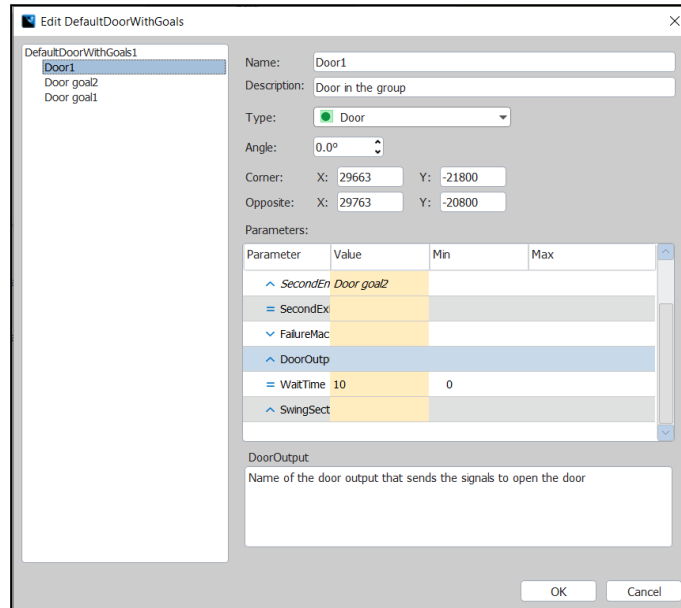 Edit DefaultDoorWithGoals
DefaultDoorWithGoals1
Door1
Door goal2
Door goal1
Name: Door1
Description: Door in the group
Type: Door
Angle: 0.0º
Corner: X: 29663 Y: -21800
Opposite: X: 29763 Y: -20800
Parameters:
Parameter Value Min Max
SecondEn Door goal2
= SecondExi
FailureMac
DoorOutp
= WaitTime 10 0
SwingSect
DoorOutput
Name of the door output that sends the signals to open the door
OK Cancel